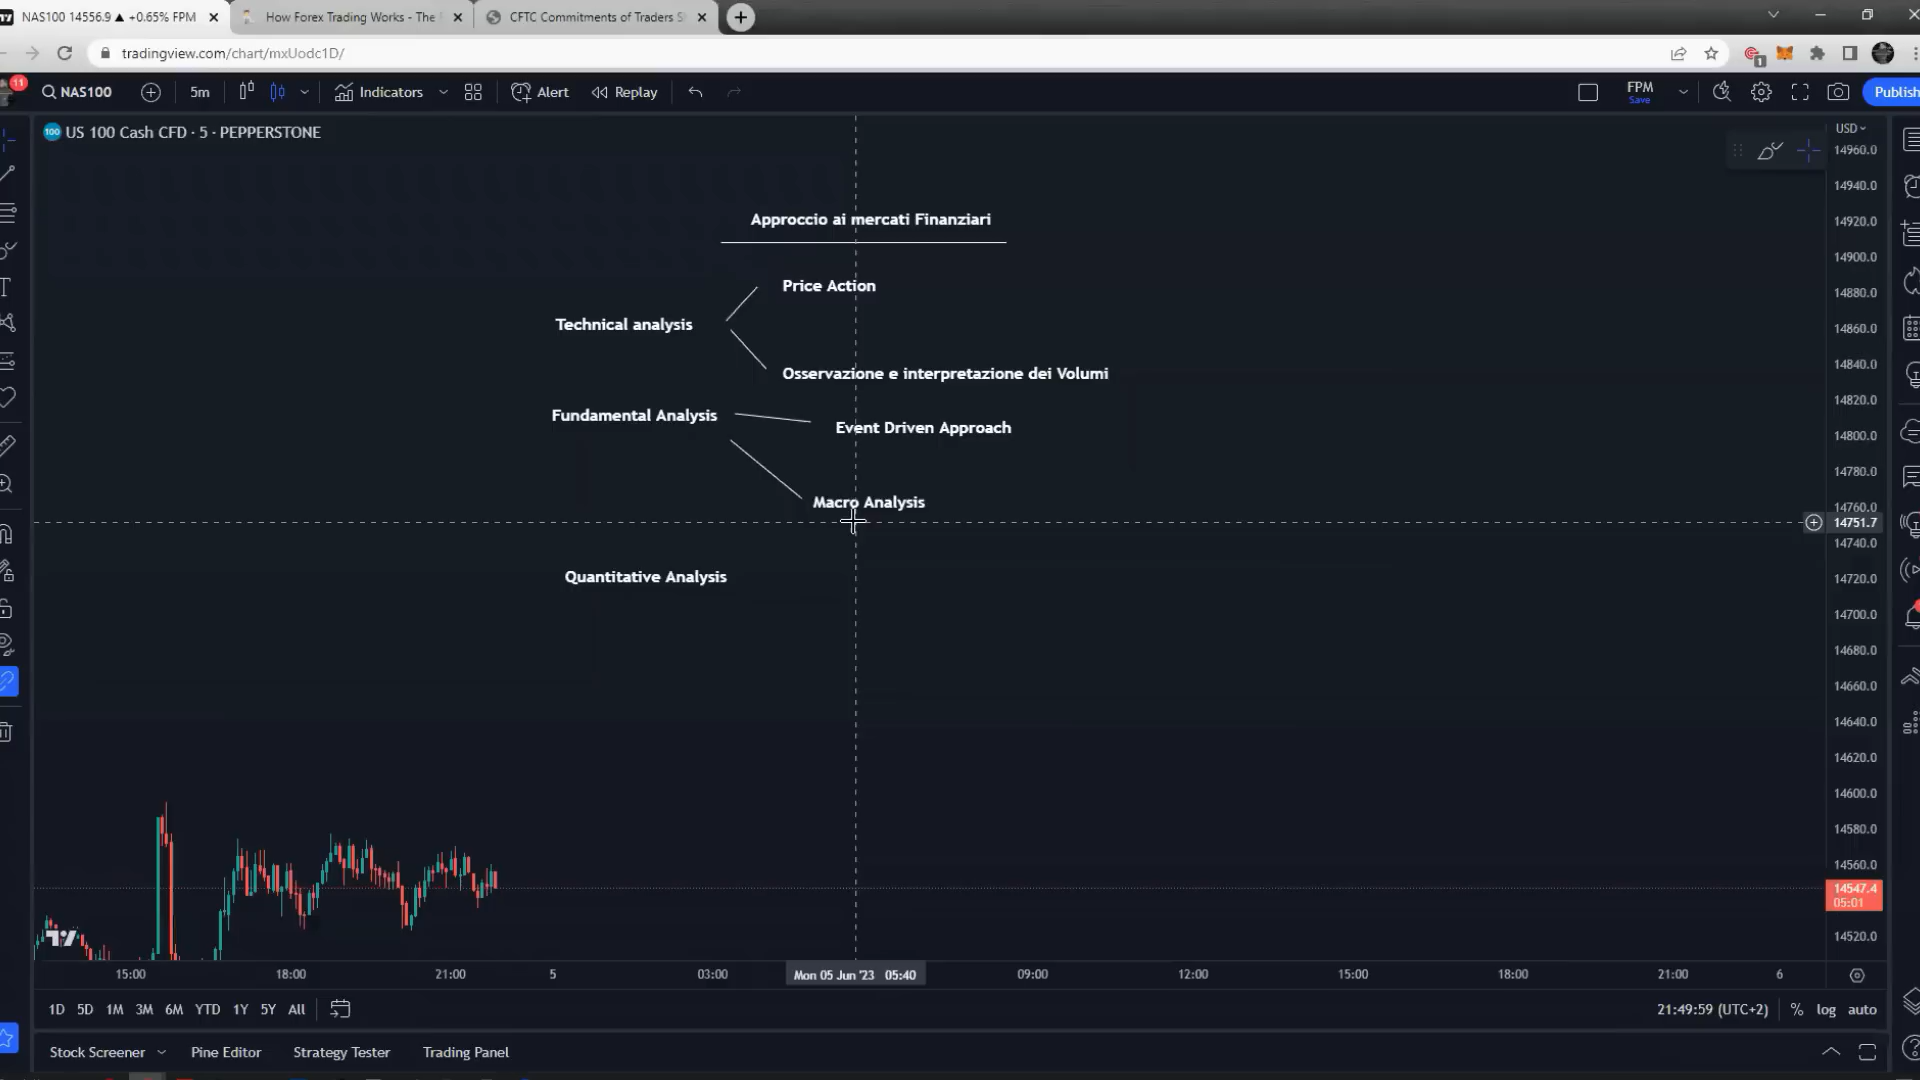 NAS100 14556.9 ▲ +0.65% FPM
How Forex Trading Works - The
CFTC Commitments of Traders S
tradingview.com/chart/mxUodc1D/
1
11
NAS100
5m
Indicators
Alert
Replay
FPM
Save
Publish
100
US 100 Cash CFD · 5 · PEPPERSTONE
USD
14960.0
14940.0
14920.0
14900.0
14880.0
14860.0
14840.0
14820.0
14800.0
14780.0
14760.0
14751.7
14740.0
14720.0
14700.0
14680.0
14660.0
14640.0
14620.0
14600.0
14580.0
14560.0
14547.4
05:01
14520.0
Approccio ai mercati Finanziari
Price Action
Technical analysis
Osservazione e interpretazione dei Volumi
Fundamental Analysis
Event Driven Approach
Macro Analysis
Quantitative Analysis
15:00
18:00
21:00
5
03:00
Mon 05 Jun '23 05:40
09:00
12:00
15:00
18:00
21:00
6
1D 5D 1M 3M 6M YTD 1Y 5Y All
21:49:59 (UTC+2)
% log auto
Stock Screener
Pine Editor
Strategy Tester
Trading Panel